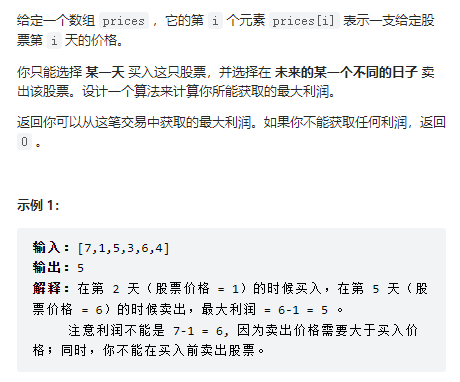 给定一个数组 prices ，它的第 i 个元素 prices[i] 表示一支给定股
票第 i 天的价格。
你只能选择 某一天 买入这只股票，并选择在 未来的某一个不同的日子 卖
出该股票。设计一个算法来计算你所能获取的最大利润。
返回你可以从这笔交易中获取的最大利润。如果你不能获取任何利润，返回
0 。
示例 1：
输入：[7,1,5,3,6,4]
输出：5
解释：在第 2 天（股票价格 = 1）的时候买入，在第 5 天（股
票价格 = 6）的时候卖出，最大利润 = 6-1 = 5 。
注意利润不能是 7-1 = 6, 因为卖出价格需要大于买入价
格；同时，你不能在买入前卖出股票。